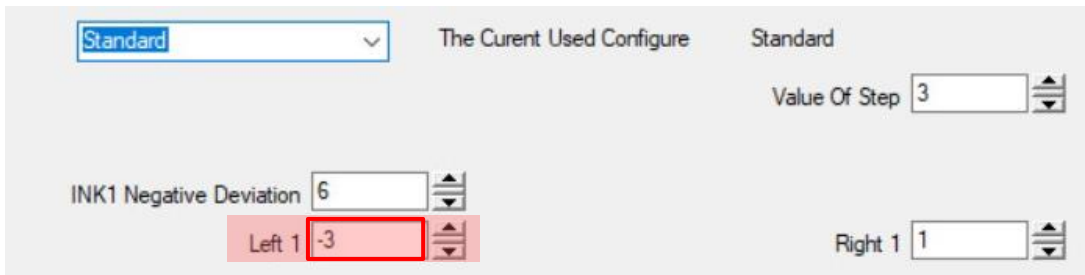 Standard The Curent Used Configure Standard
Value Of Step 3
INK1 Negative Deviation 6
Left 1 -3 Right 1 1